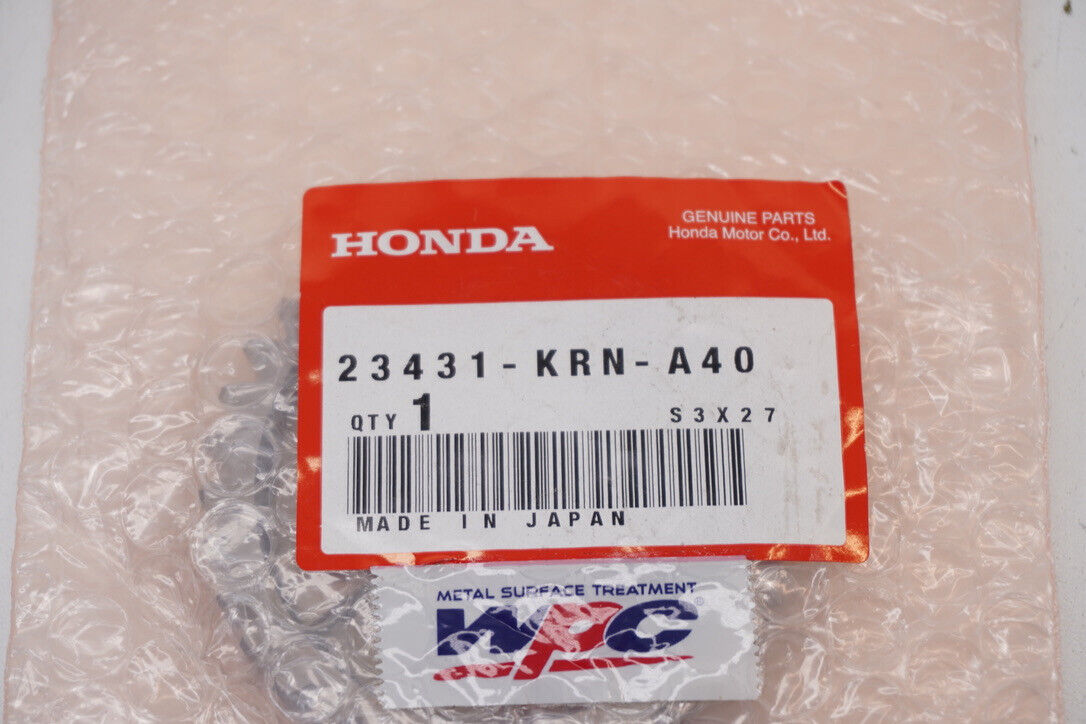 HONDA
GENUINE PARTS
Honda Motor Co., Ltd.
23431-KRN-A40
QTY 1 S3X27
MADE IN JAPAN
METAL SURFACE TREATMENT
WPC®